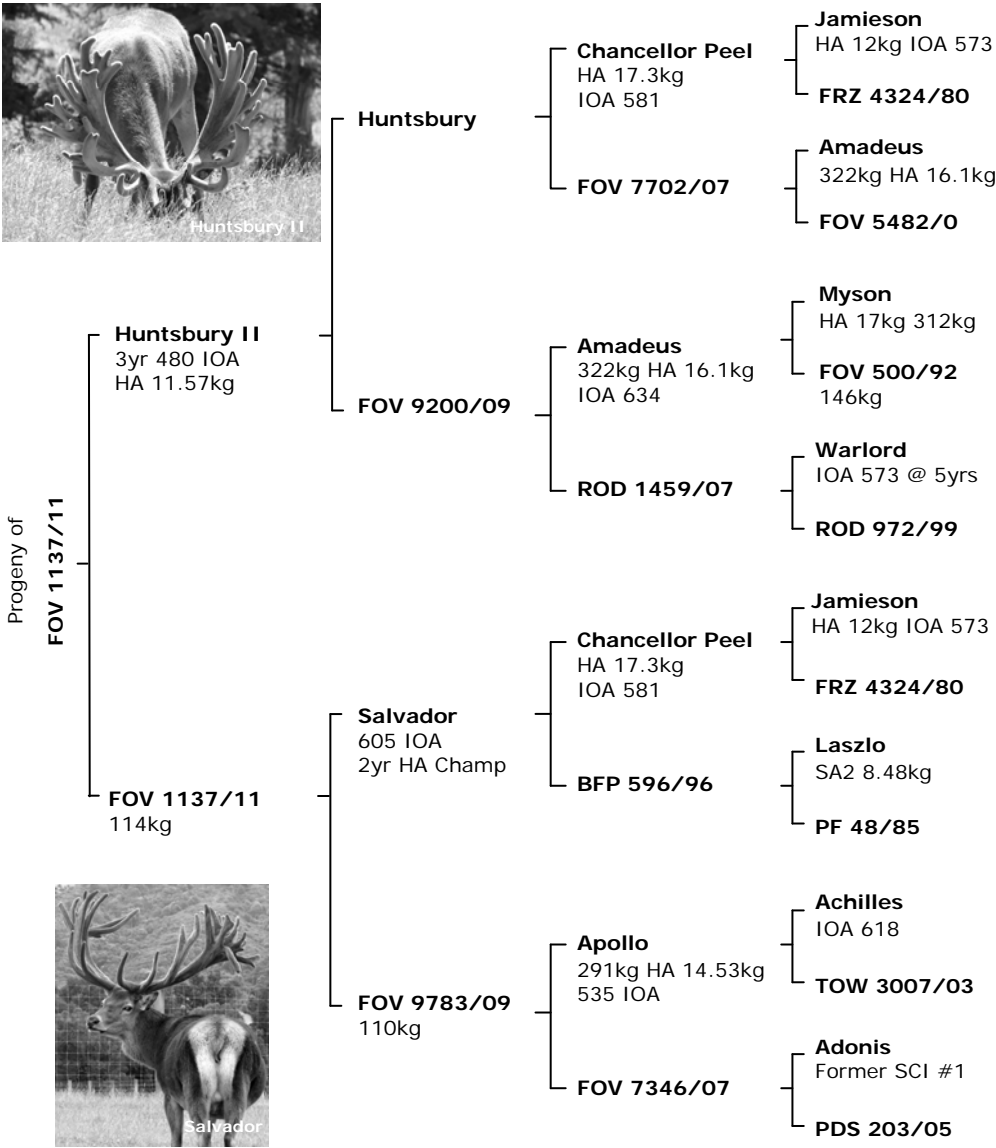 Huntsbury II
Salvador
Progeny of
FOV 1137/11
Huntsbury II
3yr 480 IOA
HA 11.57kg
FOV 1137/11
114kg
Huntsbury
FOV 9200/09
Salvador
605 IOA
2yr HA Champ
FOV 9783/09
110kg
Chancellor Peel
HA 17.3kg
IOA 581
FOV 7702/07
Amadeus
322kg HA 16.1kg
IOA 634
ROD 1459/07
Chancellor Peel
HA 17.3kg
IOA 581
BFP 596/96
Apollo
291kg HA 14.53kg
535 IOA
FOV 7346/07
Jamieson
HA 12kg IOA 573
FRZ 4324/80
Amadeus
322kg HA 16.1kg
FOV 5482/0
Myson
HA 17kg 312kg
FOV 500/92
146kg
Warlord
IOA 573 @ 5yrs
ROD 972/99
Jamieson
HA 12kg IOA 573
FRZ 4324/80
Laszlo
SA2 8.48kg
PF 48/85
Achilles
IOA 618
TOW 3007/03
Adonis
Former SCI #1
PDS 203/05